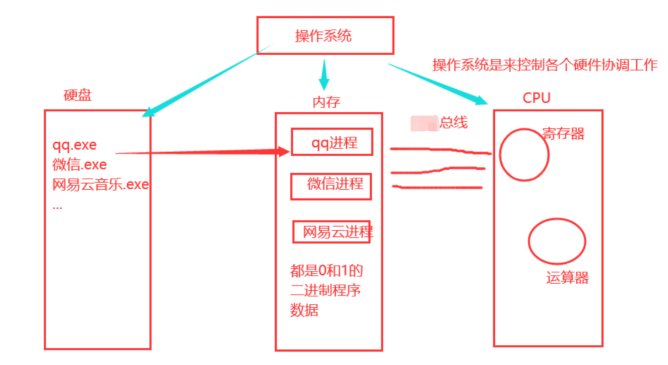 操作系统
操作系统是来控制各个硬件协调工作
硬盘
qq.exe
微信.exe
网易云音乐.exe
...
内存
qq进程
微信进程
网易云进程
都是0和1的
二进制程序
数据
总线
CPU
寄存器
运算器